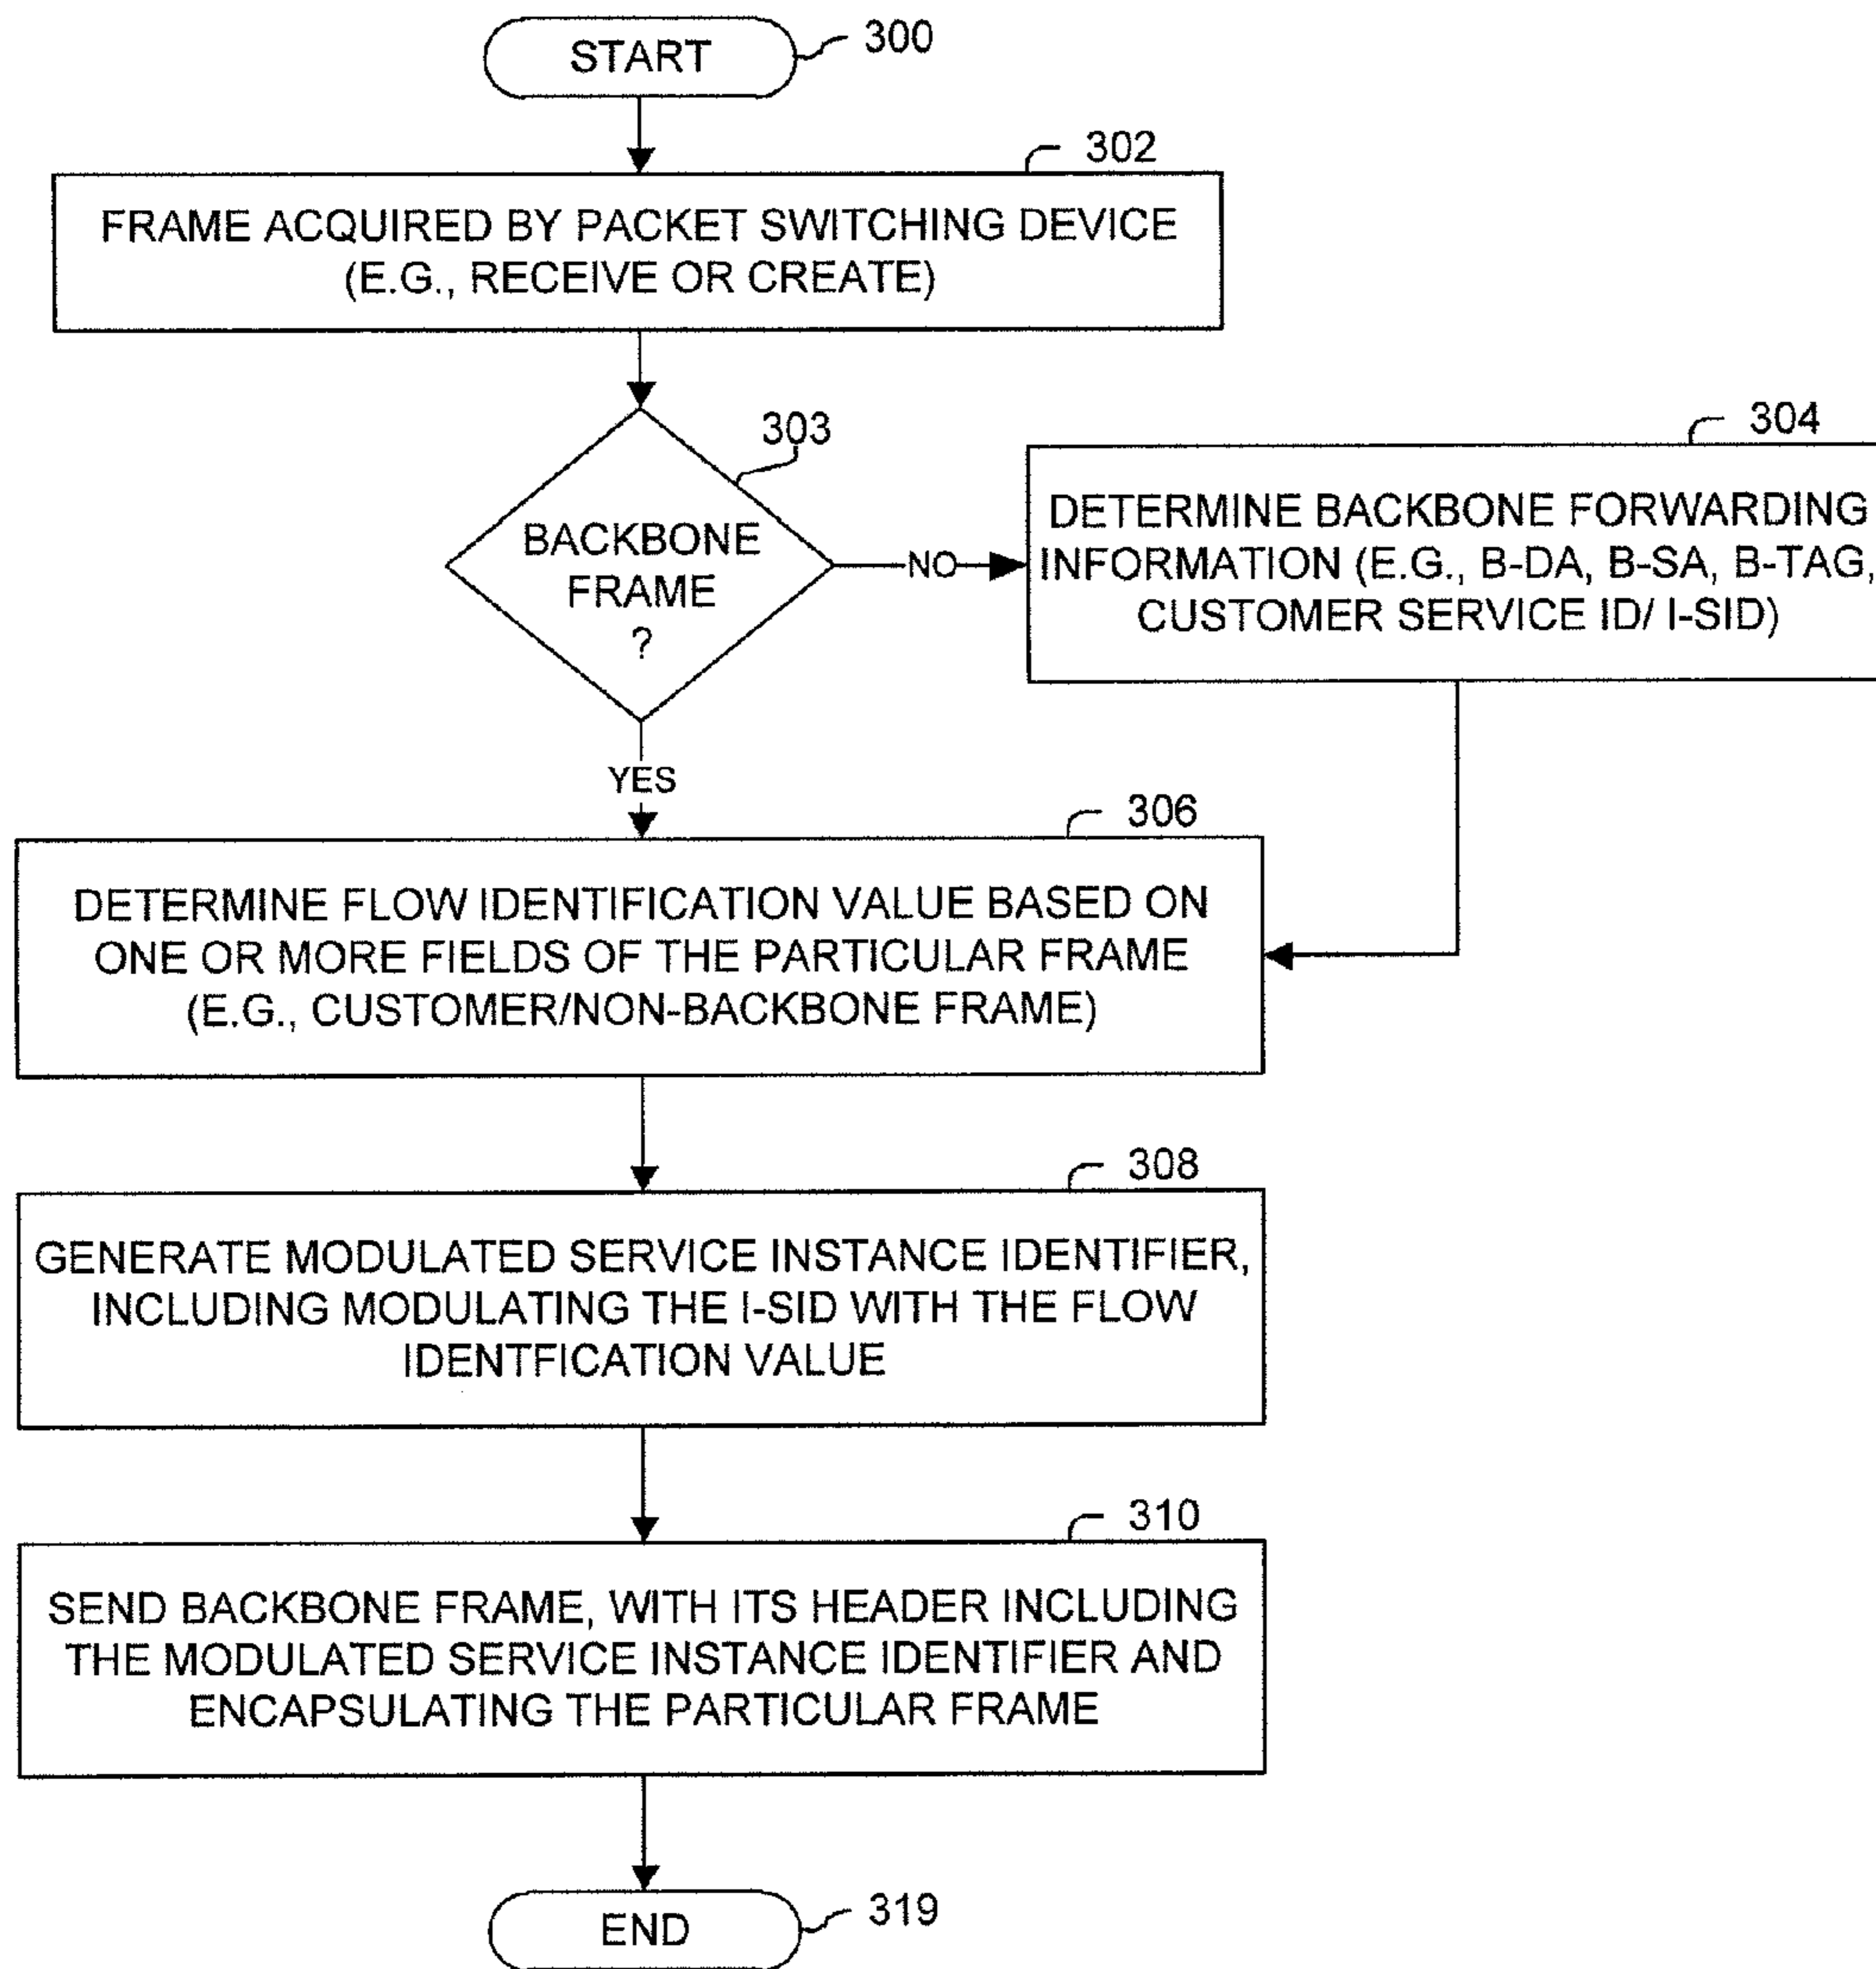 START
300
302
FRAME ACQUIRED BY PACKET SWITCHING DEVICE
(E.G., RECEIVE OR CREATE)
303
BACKBONE
FRAME
?
NO
304
DETERMINE BACKBONE FORWARDING
INFORMATION (E.G., B-DA, B-SA, B-TAG,
CUSTOMER SERVICE ID/ I-SID)
YES
306
DETERMINE FLOW IDENTIFICATION VALUE BASED ON
ONE OR MORE FIELDS OF THE PARTICULAR FRAME
(E.G., CUSTOMER/NON-BACKBONE FRAME)
308
GENERATE MODULATED SERVICE INSTANCE IDENTIFIER,
INCLUDING MODULATING THE I-SID WITH THE FLOW
IDENTFICATION VALUE
310
SEND BACKBONE FRAME, WITH ITS HEADER INCLUDING
THE MODULATED SERVICE INSTANCE IDENTIFIER AND
ENCAPSULATING THE PARTICULAR FRAME
END
319